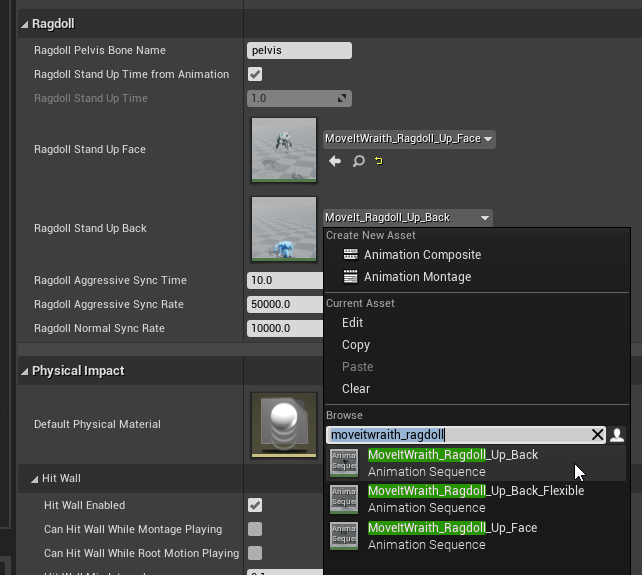 Ragdoll
Ragdoll Pelvis Bone Name
pelvis
Ragdoll Stand Up Time from Animation
Ragdoll Stand Up Time
1.0
Ragdoll Stand Up Face
MoveItWraith_Ragdoll_Up_Face
Ragdoll Stand Up Back
MoveIt_Ragdoll_Up_Back
Create New Asset
Animation Composite
Animation Montage
Ragdoll Aggressive Sync Time
10.0
Ragdoll Aggressive Sync Rate
50000.0
Ragdoll Normal Sync Rate
10000.0
Current Asset
Edit
Copy
Paste
Clear
Physical Impact
Default Physical Material
Browse
moveitwraith_ragdoll
Anima
Seque
MoveItWraith_Ragdoll_Up_Back
Animation Sequence
Anima
Seque
MoveItWraith_Ragdoll_Up_Back_Flexible
Animation Sequence
Anima
Seque
MoveItWraith_Ragdoll_Up_Face
Animation Sequence
Hit Wall
Hit Wall Enabled
Can Hit Wall While Montage Playing
Can Hit Wall While Root Motion Playing